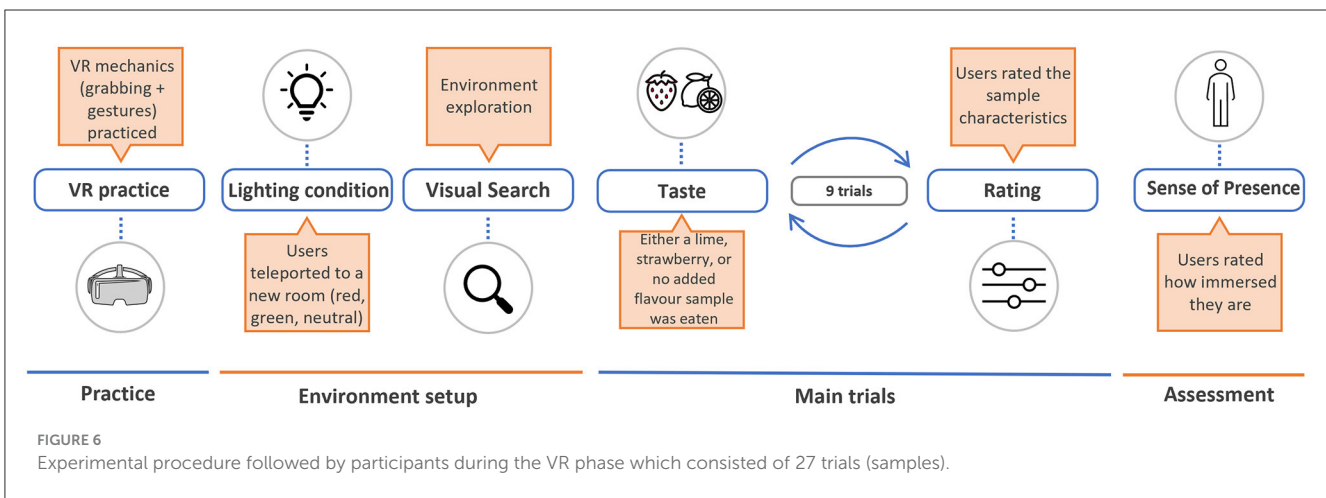 VR mechanics
(grabbing +
gestures)
practiced
VR practice
Lighting condition
Users
teleported to a
new room (red,
green, neutral)
Environment
exploration
Visual Search
Taste
Either a lime,
strawberry, or
no added
flavour sample
was eaten
9 trials
Users rated the
sample
characteristics
Rating
Sense of Presence
Users rated
how immersed
they are
Practice
Environment setup
Main trials
Assessment
FIGURE 6
Experimental procedure followed by participants during the VR phase which consisted of 27 trials (samples).